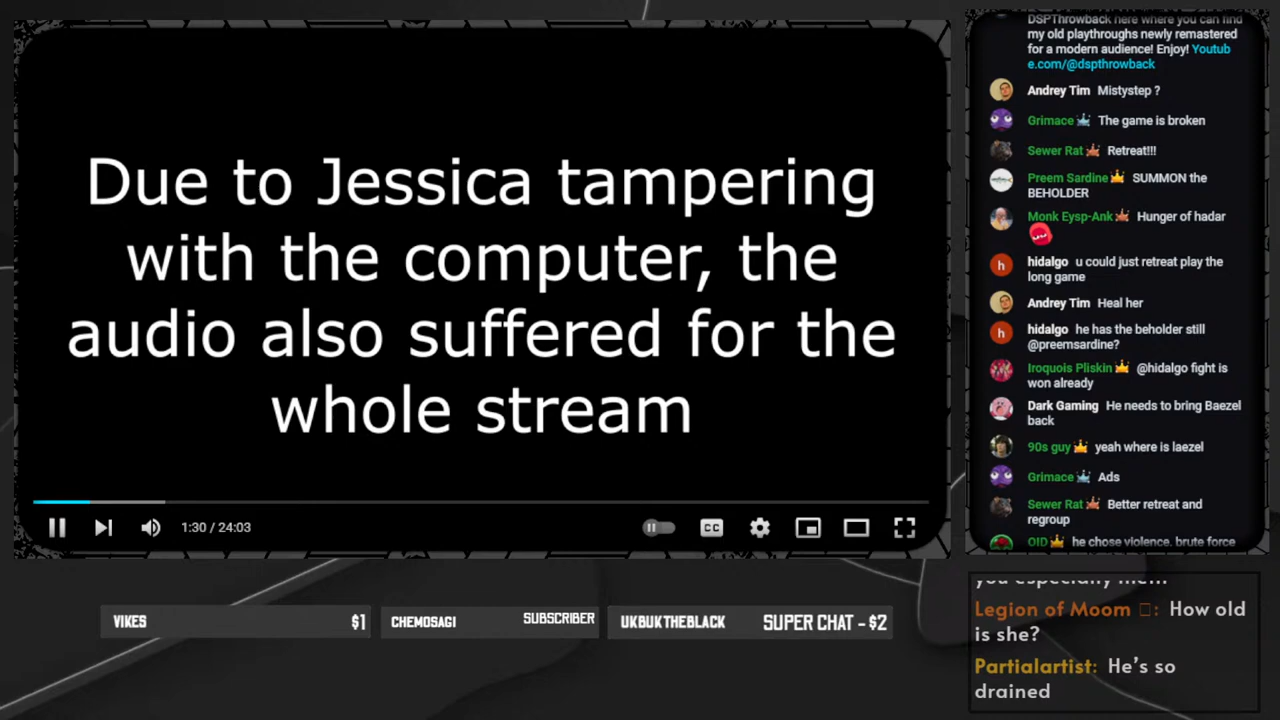 Due to Jessica tampering
with the computer, the
audio also suffered for the
whole stream
1:30 / 24:03
CC
VIKES $1
CHEMOSAGI SUBSCRIBER
UKBUKTHEBLACK SUPER CHAT - $2
DSPThrowback here where you can find
my old playthroughs newly remastered
for a modern audience! Enjoy! Youtub
e.com/@dspthrowback
Andrey Tim Mistystep ?
Grimace The game is broken
Sewer Rat Retreat!!!
Preem Sardine SUMMON the
BEHOLDER
Monk Eysp-Ank Hunger of hadar
h hidalgo u could just retreat play the
long game
Andrey Tim Heal her
h hidalgo he has the beholder still
@preemsardine?
Iroquois Pliskin @hidalgo fight is
won already
Dark Gaming He needs to bring Baezel
back
90s guy yeah where is laezel
Grimace Ads
Sewer Rat Better retreat and
regroup
OID he chose violence. brute force
you especially them
Legion of Moom : How old
is she?
Partialartist: He's so
drained